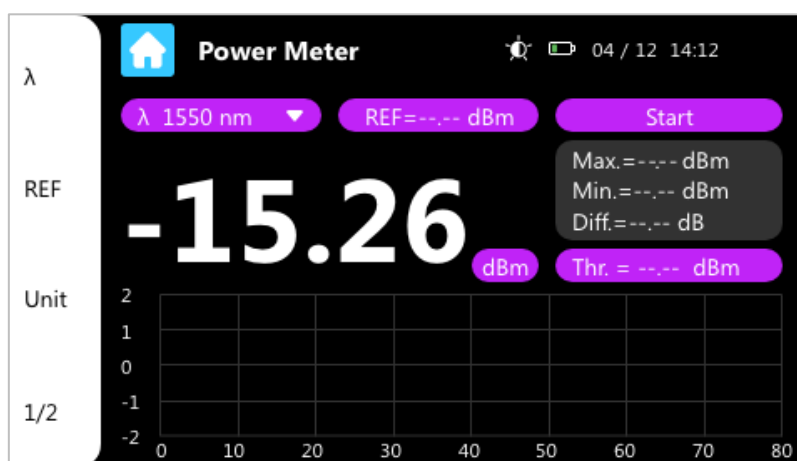 Power Meter
04 / 12 14:12
λ
λ 1550 nm
REF=--.-- dBm
Start
Max.=--.-- dBm
Min.=--.-- dBm
Diff.=--.-- dB
REF
-15.26
dBm
Thr. = --.-- dBm
Unit
2
1
0
-1
-2
1/2
0 10 20 30 40 50 60 70 80